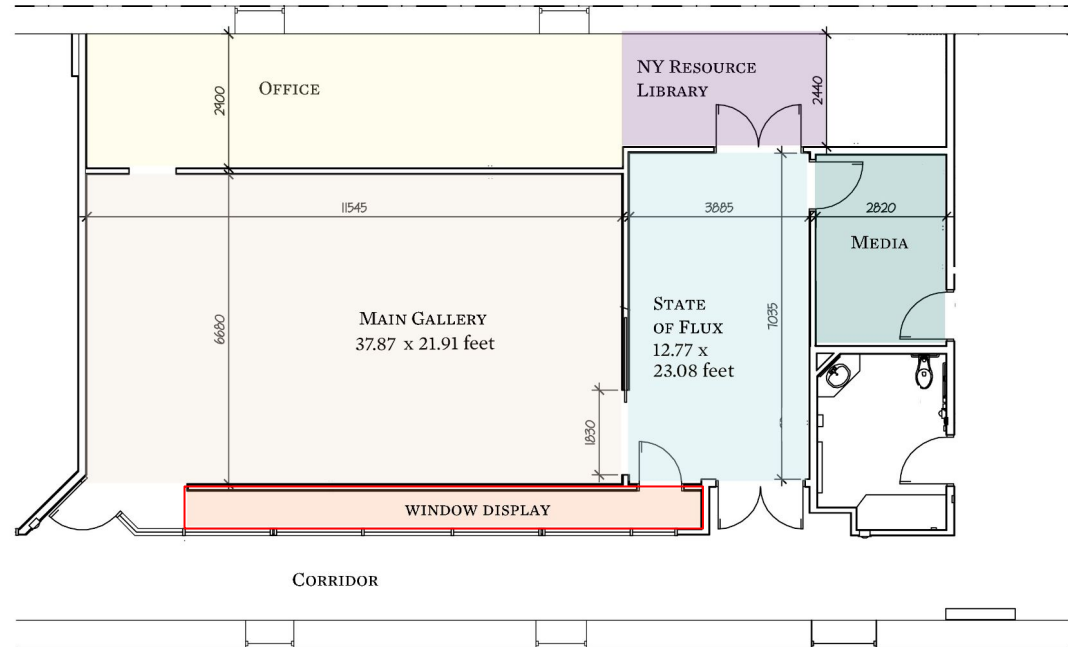 OFFICE
NY RESOURCE
LIBRARY
2400
2440
11545
3885
2820
MEDIA
6680
MAIN GALLERY
37.87 x 21.91 feet
STATE
OF FLUX
12.77 x
23.08 feet
7035
1830
WINDOW DISPLAY
CORRIDOR